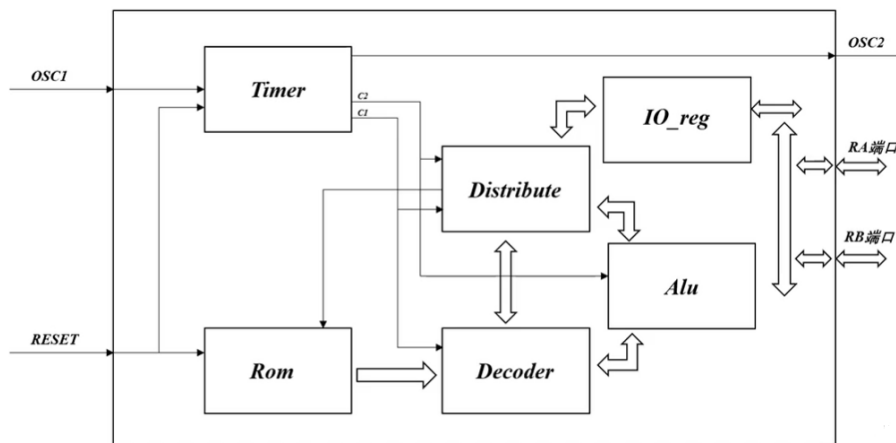 OSC1
OSC2
Timer
C2
C1
IO_reg
RA端口
Distribute
RB端口
Alu
RESET
Rom
Decoder